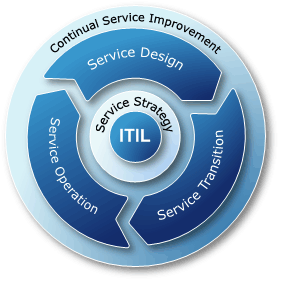 Continual Service Improvement
Service Design
Service Strategy
ITIL
Service Operation
Service Transition